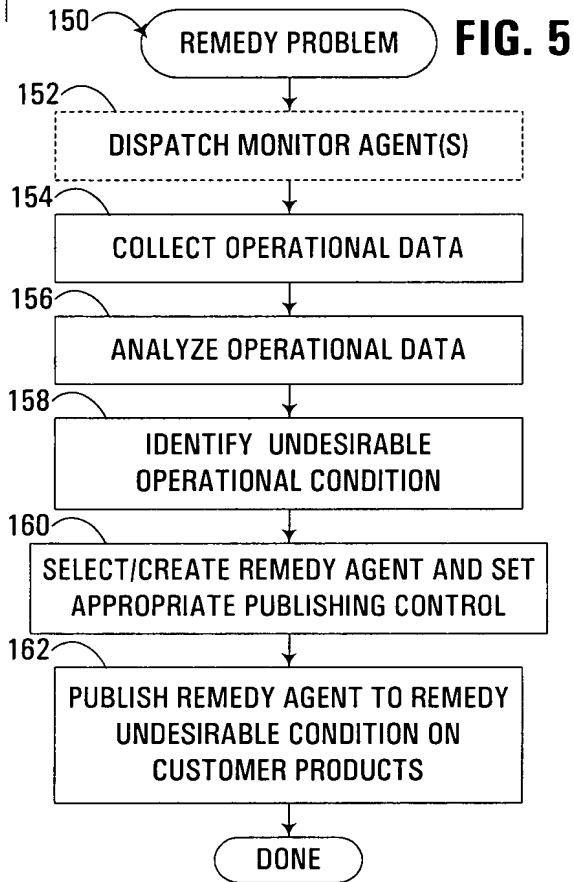 150
REMEDY PROBLEM
FIG. 5
152
DISPATCH MONITOR AGENT(S)
154
COLLECT OPERATIONAL DATA
156
ANALYZE OPERATIONAL DATA
158
IDENTIFY UNDESIRABLE
OPERATIONAL CONDITION
160
SELECT/CREATE REMEDY AGENT AND SET
APPROPRIATE PUBLISHING CONTROL
162
PUBLISH REMEDY AGENT TO REMEDY
UNDESIRABLE CONDITION ON
CUSTOMER PRODUCTS
DONE